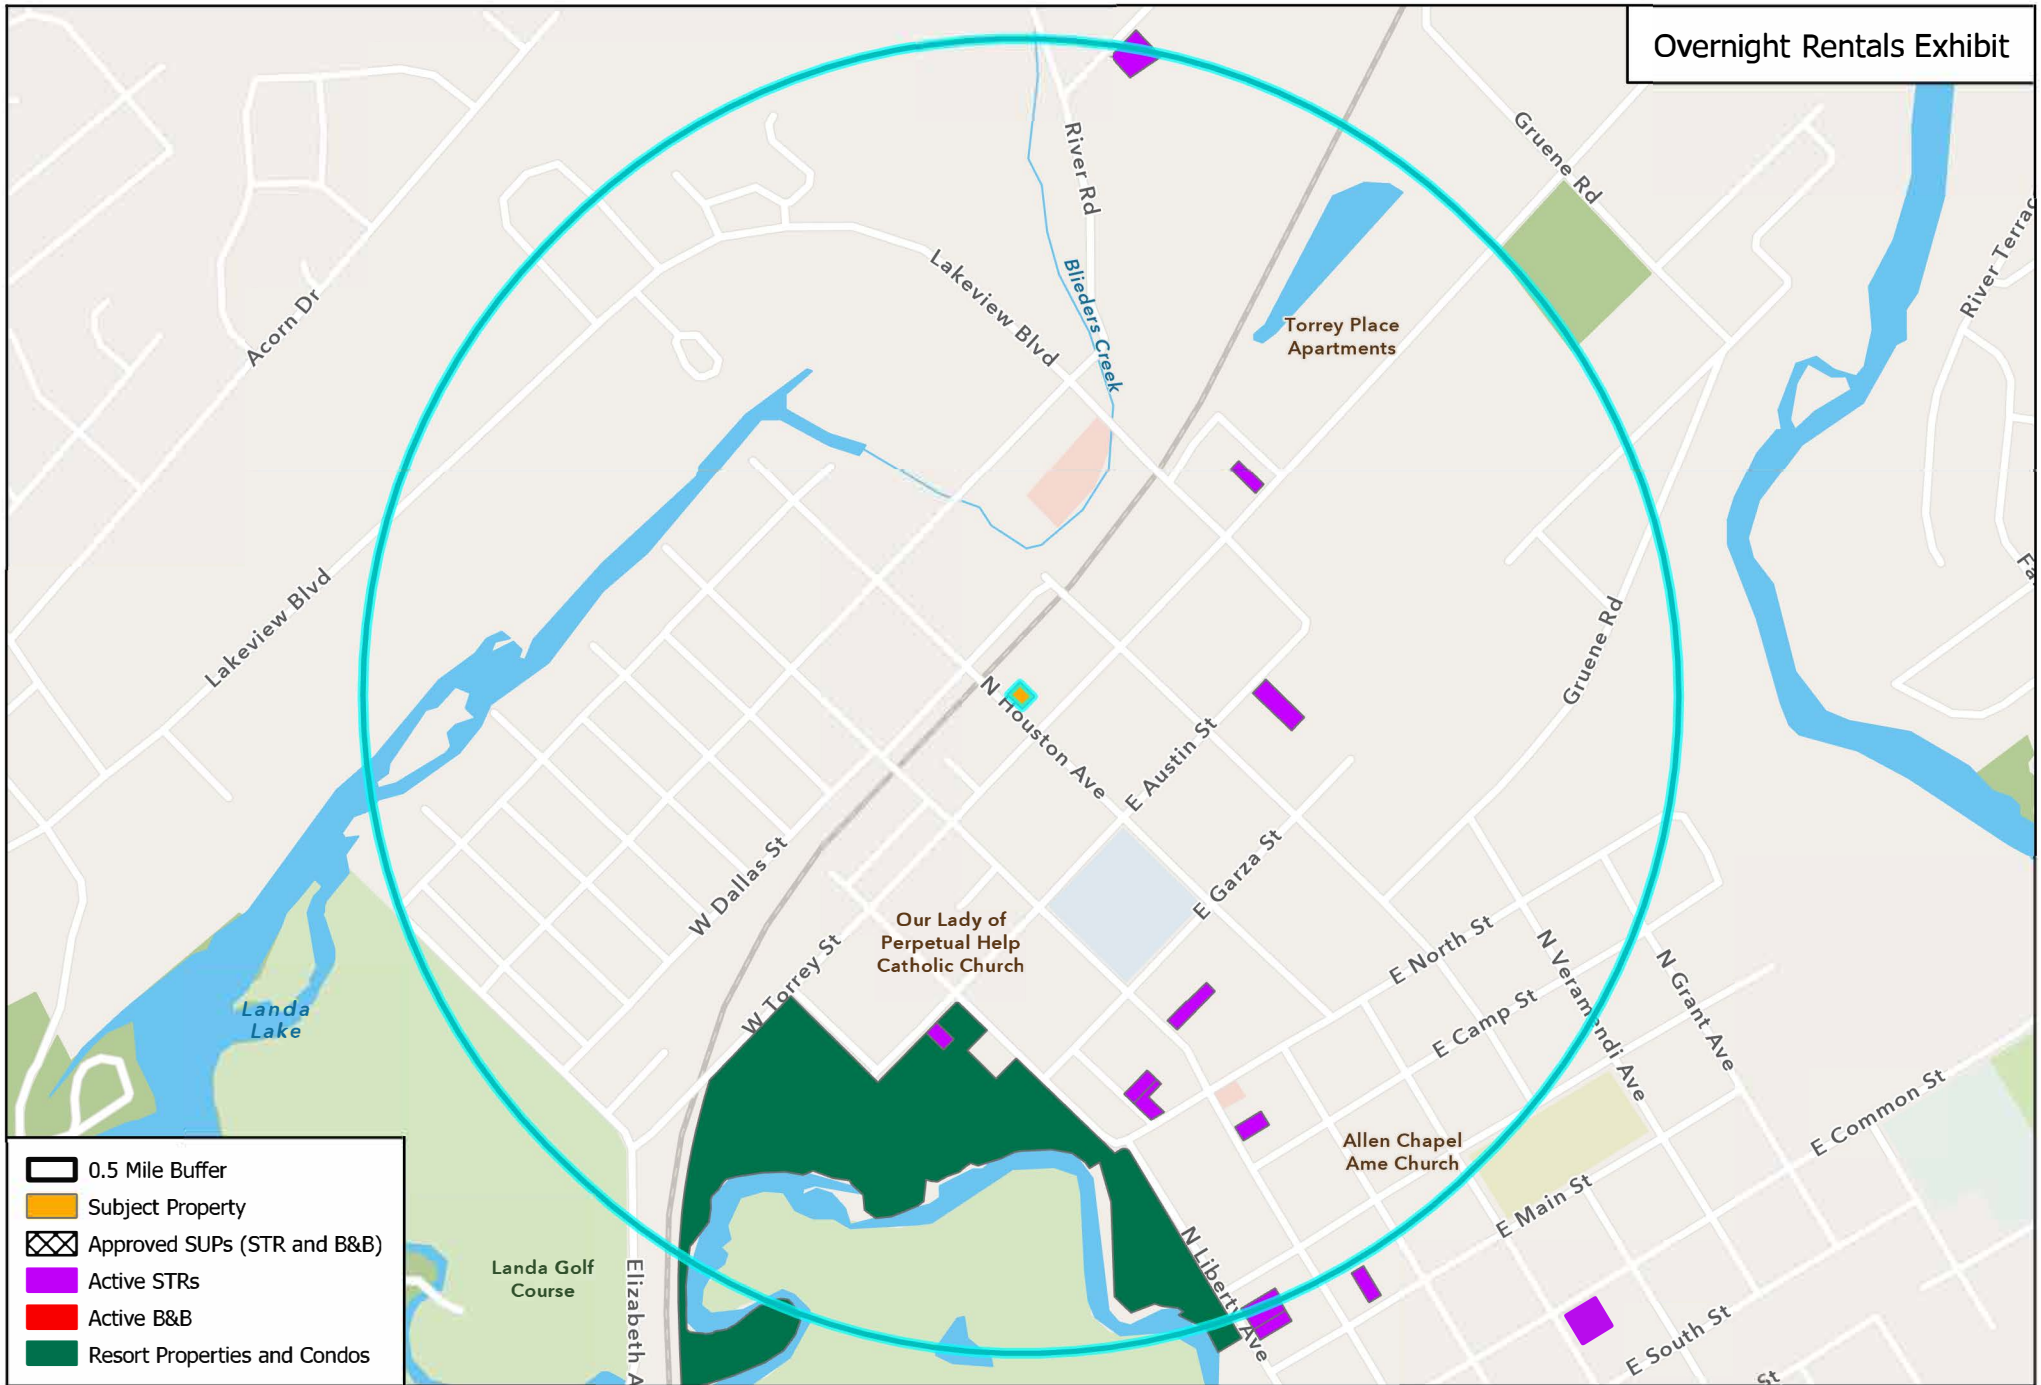 Overnight Rentals Exhibit
Gruene Rd
River Rd
River Terrac
Lakeview Blvd
Blieders Creek
Acorn Dr
Torrey Place
Apartments
Lakeview Blvd
Gruene Rd
N Houston Ave
E Austin St
E Garza St
W Dallas St
W Torrey St
Our Lady of
Perpetual Help
Catholic Church
E North St
N Veramendi Ave
N Grant Ave
E Camp St
Landa
Lake
E Common St
Allen Chapel
Ame Church
E Main St
N Liberty Ave
Landa Golf
Course
Elizabeth A
E South St
St
0.5 Mile Buffer
Subject Property
Approved SUPs (STR and B&B)
Active STRs
Active B&B
Resort Properties and Condos